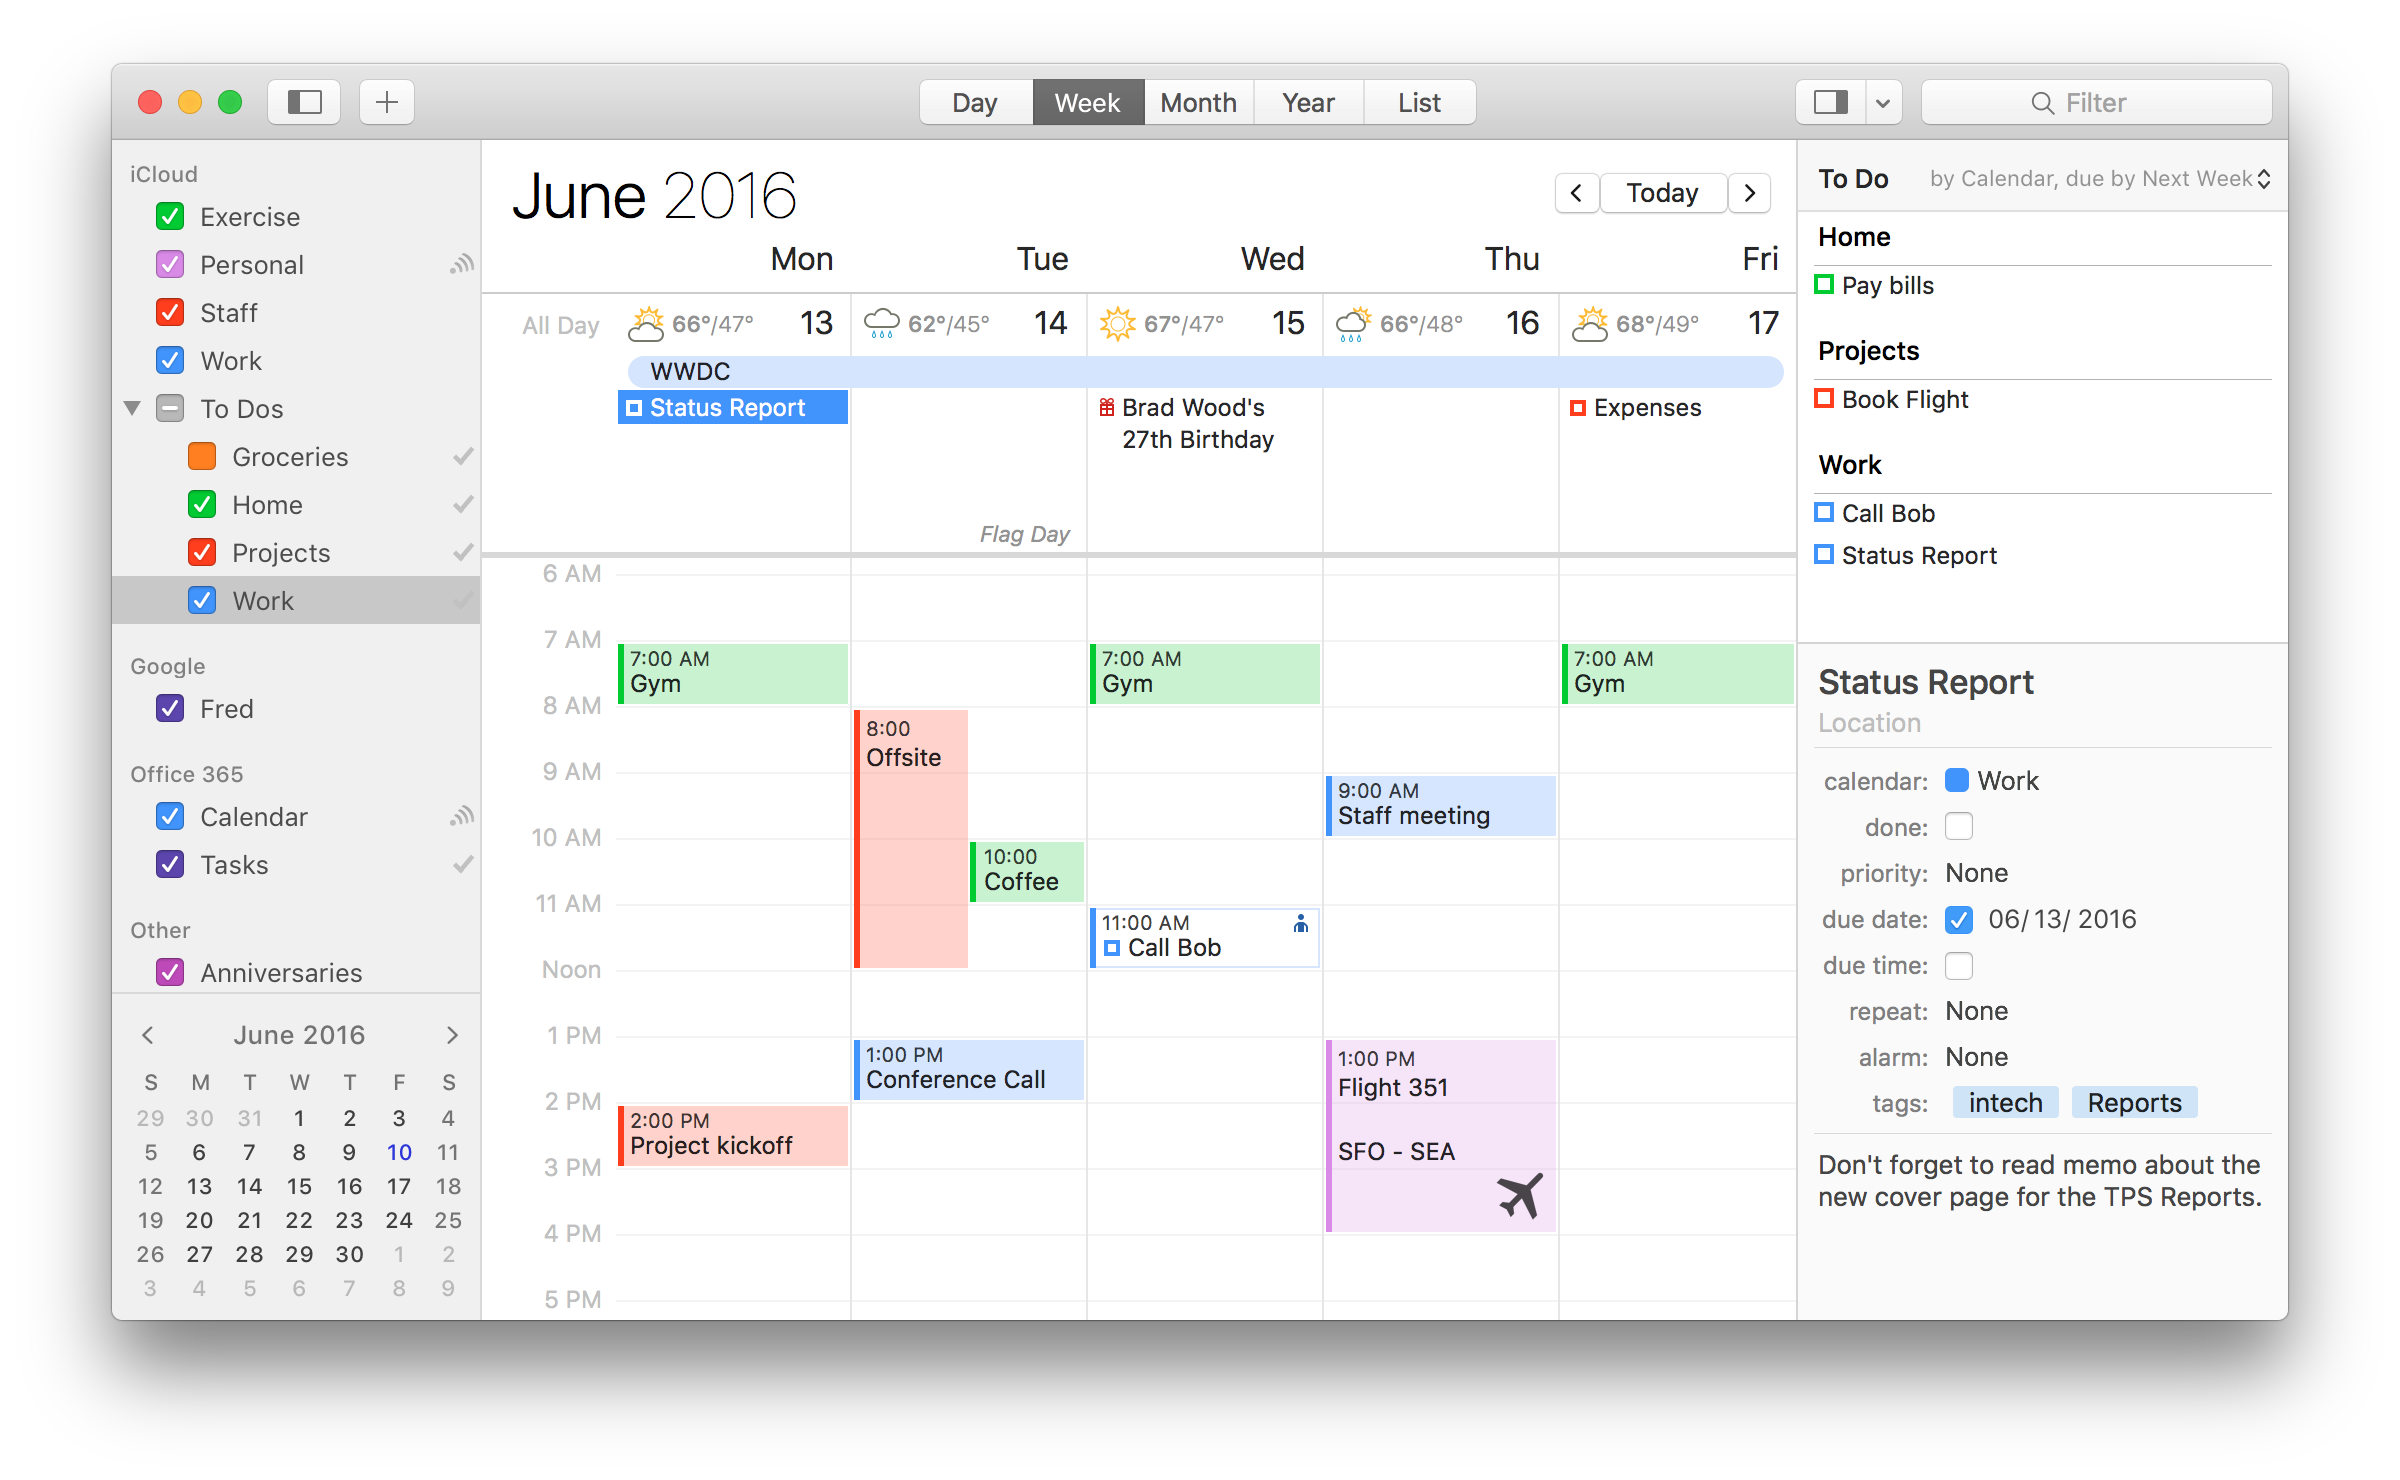 Day Week Month Year List
Filter
iCloud
Exercise
Personal
Staff
Work
To Dos
Groceries
Home
Projects
Work
Google
Fred
Office 365
Calendar
Tasks
Other
Anniversaries
June 2016
S M T W T F S
29 30 31 1 2 3 4
5 6 7 8 9 10 11
12 13 14 15 16 17 18
19 20 21 22 23 24 25
26 27 28 29 30 1 2
3 4 5 6 7 8 9
June 2016
Today
Mon Tue Wed Thu Fri
All Day 66°/47° 13 62°/45° 14 67°/47° 15 66°/48° 16 68°/49° 17
WWDC
Status Report
Brad Wood's
27th Birthday
Expenses
Flag Day
6 AM
7 AM
7:00 AM
Gym
7:00 AM
Gym
7:00 AM
Gym
8 AM
8:00
Offsite
9 AM
9:00 AM
Staff meeting
10 AM
10:00
Coffee
11 AM
11:00 AM
Call Bob
Noon
1 PM
1:00 PM
Conference Call
1:00 PM
Flight 351
SFO - SEA
2 PM
2:00 PM
Project kickoff
3 PM
4 PM
5 PM
To Do by Calendar, due by Next Week
Home
Pay bills
Projects
Book Flight
Work
Call Bob
Status Report
Status Report
Location
calendar: Work
done:
priority: None
due date: 06/ 13/ 2016
due time:
repeat: None
alarm: None
tags: intech Reports
Don't forget to read memo about the
new cover page for the TPS Reports.